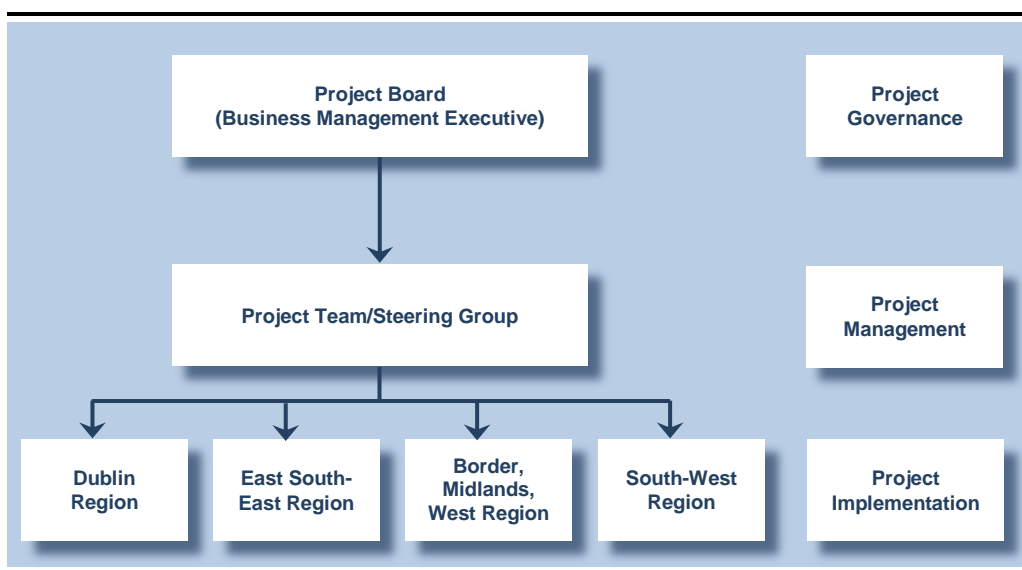 Project Board
(Business Management Executive)
Project
Governance
Project Team/Steering Group
Project
Management
Dublin
Region
East South-
East Region
Border,
Midlands,
West Region
South-West
Region
Project
Implementation